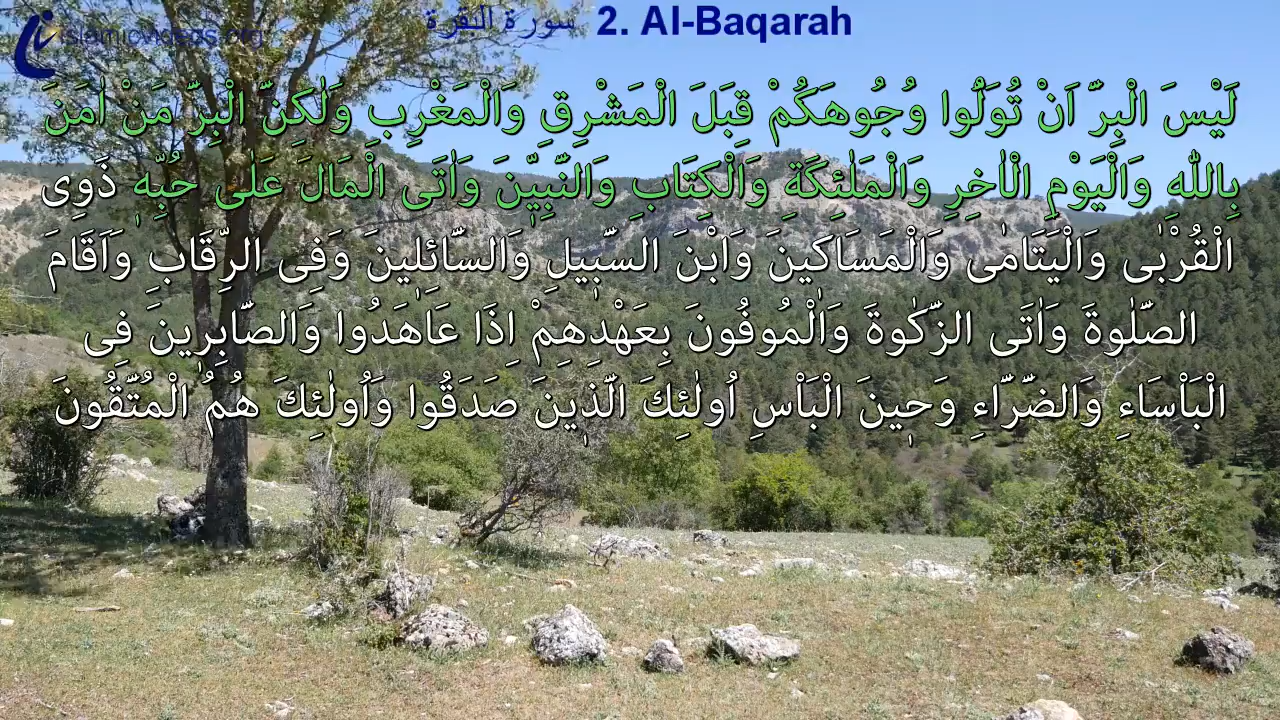 islamicvideos.org
سورة البقرة 2. Al-Baqarah
لَيْسَ الْبِرَّ اَنْ تُوَلُّوا وُجُوهَكُمْ قِبَلَ الْمَشْرِقِ وَالْمَغْرِبِ وَلٰكِنَّ الْبِرَّ مَنْ اٰمَنَ
بِاللّٰهِ وَالْيَوْمِ الْاٰخِرِ وَالْمَلٰئِكَةِ وَالْكِتَابِ وَالنَّبِيّٖنَ وَاٰتَى الْمَالَ عَلٰى حُبِّهٖ ذَوِى
الْقُرْبٰى وَالْيَتَامٰى وَالْمَسَاكٖينَ وَابْنَ السَّبٖيلِ وَالسَّائِلٖينَ وَفِى الرِّقَابِ وَاَقَامَ
الصَّلٰوةَ وَاٰتَى الزَّكٰوةَ وَالْمُوفُونَ بِعَهْدِهِمْ اِذَا عَاهَدُوا وَالصَّابِرٖينَ فِى
الْبَاْسَاءِ وَالضَّرَّاءِ وَحٖينَ الْبَاْسِ اُولٰئِكَ الَّذٖينَ صَدَقُوا وَاُولٰئِكَ هُمُ الْمُتَّقُونَ